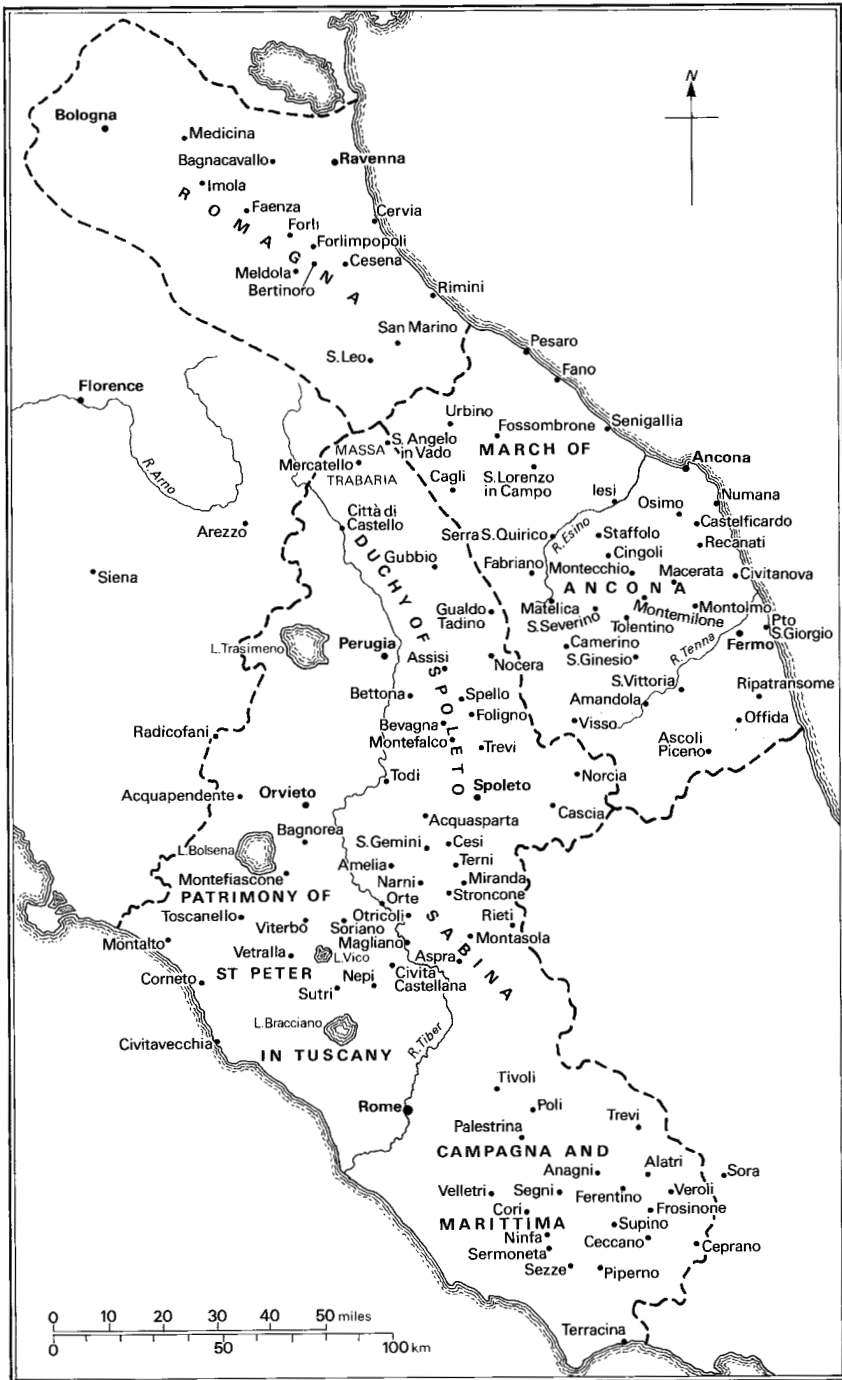 N
Bologna
Medicina
Bagnacavallo
Ravenna
Imola
ROMAGNA
Faenza
Cervia
Forlì
Forlimpopoli
Cesena
Meldola
Bertinoro
Rimini
San Marino
S. Leo
Pesaro
Fano
Florence
R. Arno
Urbino
Fossombrone
Senigallia
MASSA
TRABARIA
S. Angelo
in Vado
MARCH OF
Mercatello
Ancona
Cagli
S. Lorenzo
in Campo
Iesi
Numana
Osimo
Castelficardo
Città di
Castello
Arezzo
Serra S. Quirico
R. Esino
Staffolo
Recanati
DUCHY OF SPOLETO
Gubbio
Cingoli
Siena
Fabriano
Montecchio
Macerata
Civitanova
ANCONA
Gualdo
Tadino
Matelica
S. Severino
Tolentino
Montemilone
Montolmo
Pto
S. Giorgio
Fermo
L. Trasimeno
Perugia
Camerino
S. Ginesio
R. Tenna
Assisi
Nocera
S. Vittoria
Bettona
Spello
Amandola
Ripatransome
Foligno
Bevagna
Montefalco
Visso
Offida
Radicofani
Trevi
Ascoli
Piceno
Todi
Norcia
Acquapendente
Orvieto
Spoleto
Cascia
Bagnorea
Acquasparta
L. Bolsena
S. Gemini
Cesi
Amelia
Terni
Montefiascone
Narni
Miranda
PATRIMONY OF
Orte
Stroncone
Toscanello
Otricoli
SABINA
Rieti
Viterbo
Soriano
Montalto
Magliano
Montasola
Vetralla
L. Vico
Aspra
Corneto
ST PETER
Nepi
Civita
Castellana
Sutri
L. Bracciano
Civitavecchia
IN TUSCANY
R. Tiber
Tivoli
Rome
Poli
Trevi
Palestrina
CAMPAGNA AND
Anagni
Alatri
Sora
Velletri
Segni
Ferentino
Veroli
Cori
Frosinone
MARITTIMA
Supino
Ninfa
Ceccano
Ceprano
Sermoneta
Sezze
Piperno
Terracina
0 10 20 30 40 50 miles
0 50 100 km